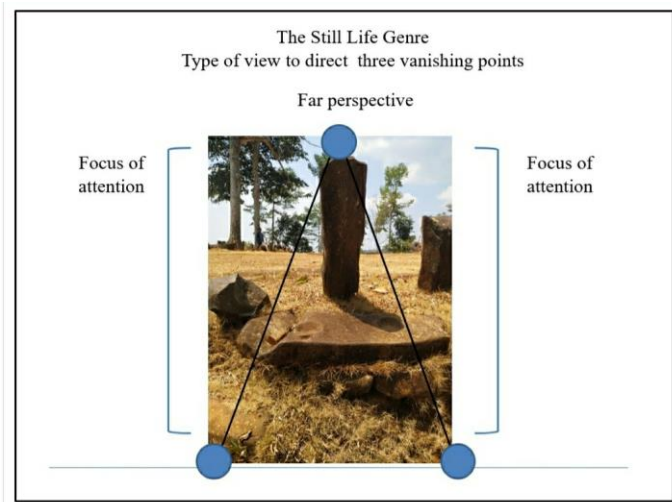 The Still Life Genre
Type of view to direct three vanishing points
Far perspective
Focus of
attention
Focus of
attention